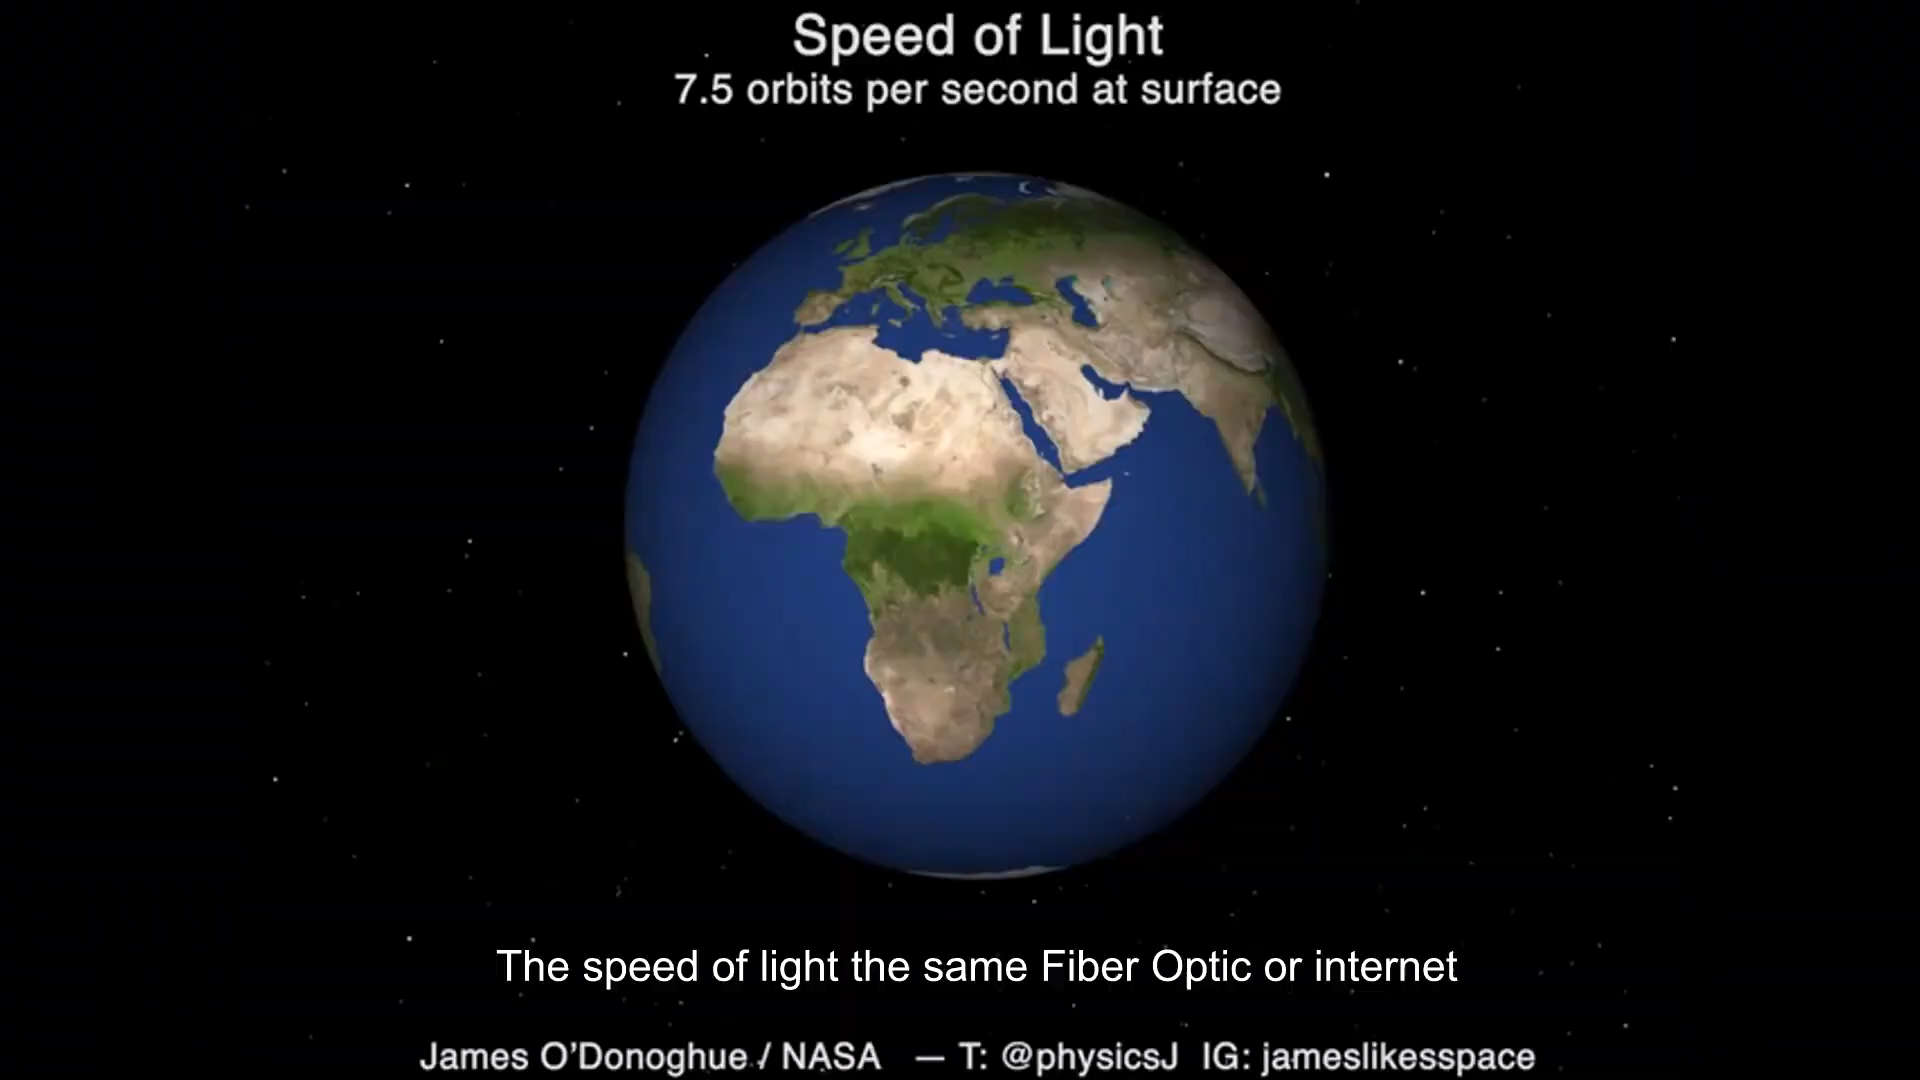 Speed of Light
7.5 orbits per second at surface
The speed of light the same Fiber Optic or internet
James O’Donoghue / NASA — T: @physicsJ IG: jameslikesspace